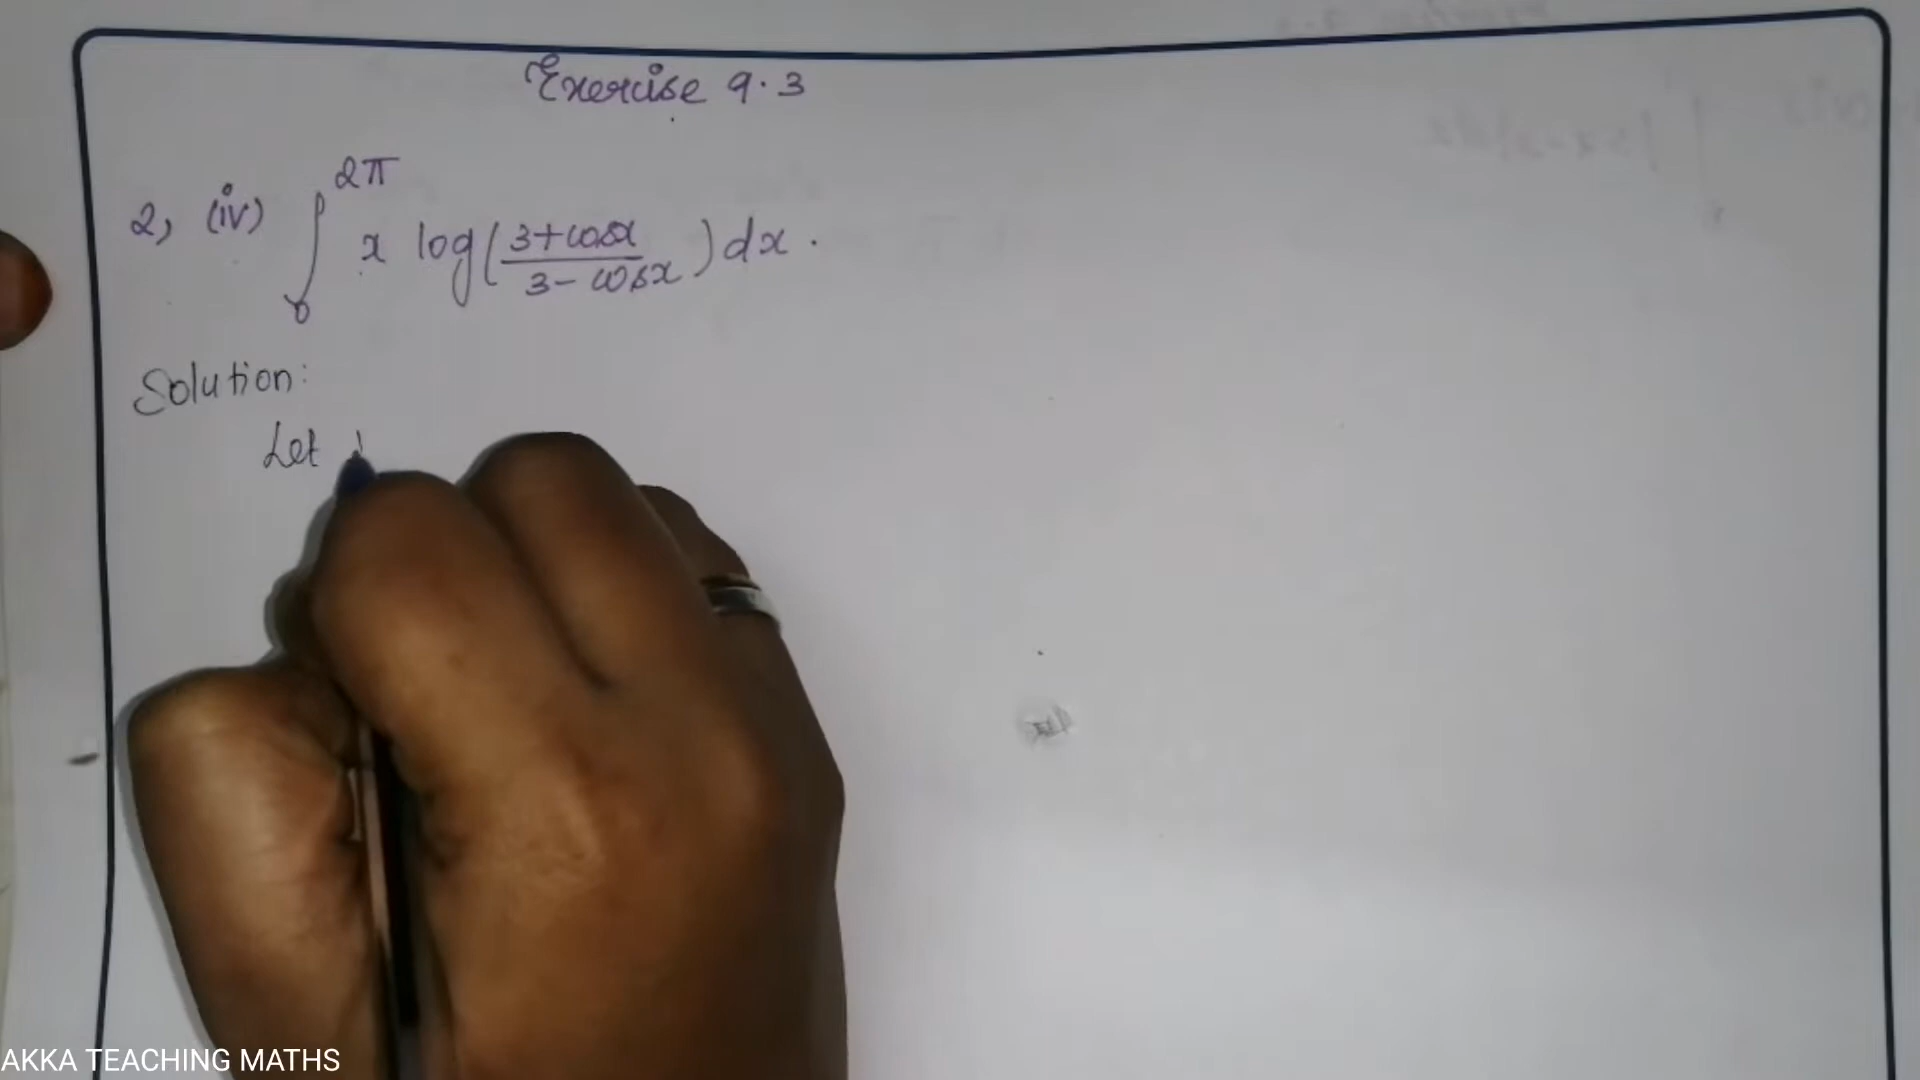 Exercise 9.3
2, (iv) ∫₀^2π x log(3+cosx / 3-cosx) dx.
Solution:
Let
AKKA TEACHING MATHS